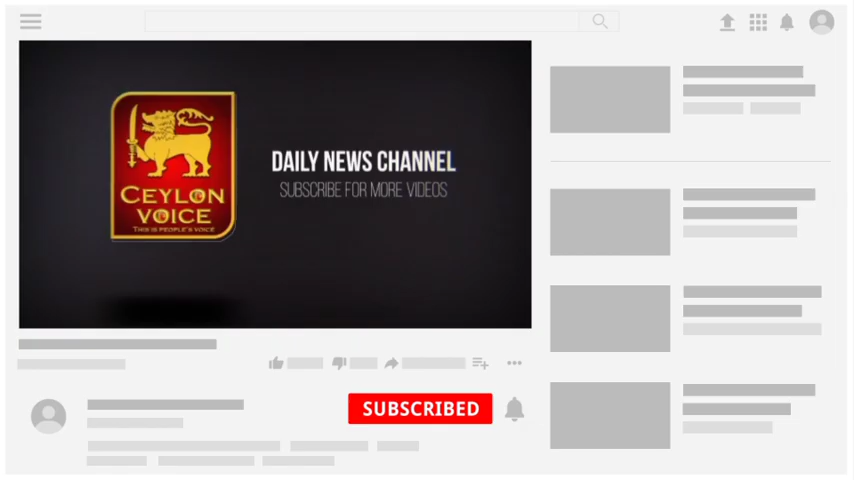 DAILY NEWS CHANNEL
SUBSCRIBE FOR MORE VIDEOS
CEYLON
VOICE
THIS IS PEOPLE'S VOICE
SUBSCRIBED